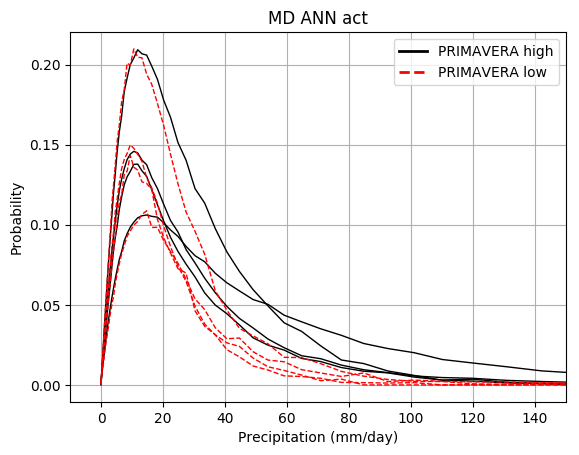 MD ANN act
PRIMAVERA high
PRIMAVERA low
Probability
0.20
0.15
0.10
0.05
0.00
0 20 40 60 80 100 120 140
Precipitation (mm/day)